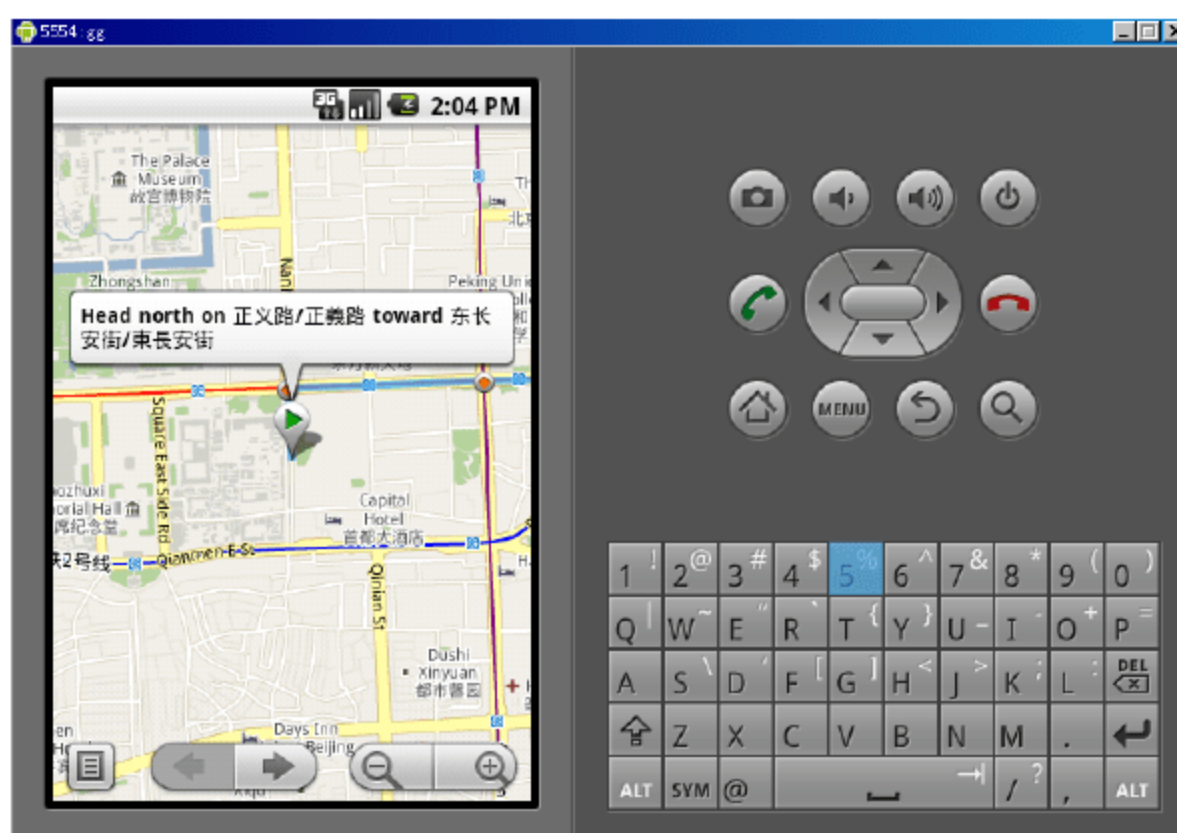 5554:gg
3G
2:04 PM
The Palace
Museum
故宫博物院
Zhongshan
Peking
Head north on 正义路/正義路 toward 东长
安街/東長安街
Square East Side Rd
Capital
Hotel
首都大酒店
Qianmen E St
Qinian St
Dushi
Xinyuan
都市馨园
Days Inn
Beijing
MENU
1 ! 2 @ 3 # 4 $ 5 % 6 ^ 7 & 8 * 9 ( 0 )
Q | W ~ E " R ` T { Y } U _ I - O + P =
A S \ D ' F [ G ] H < J > K ; L : DEL
Z X C V B N M .
ALT SYM @ / ? , ALT